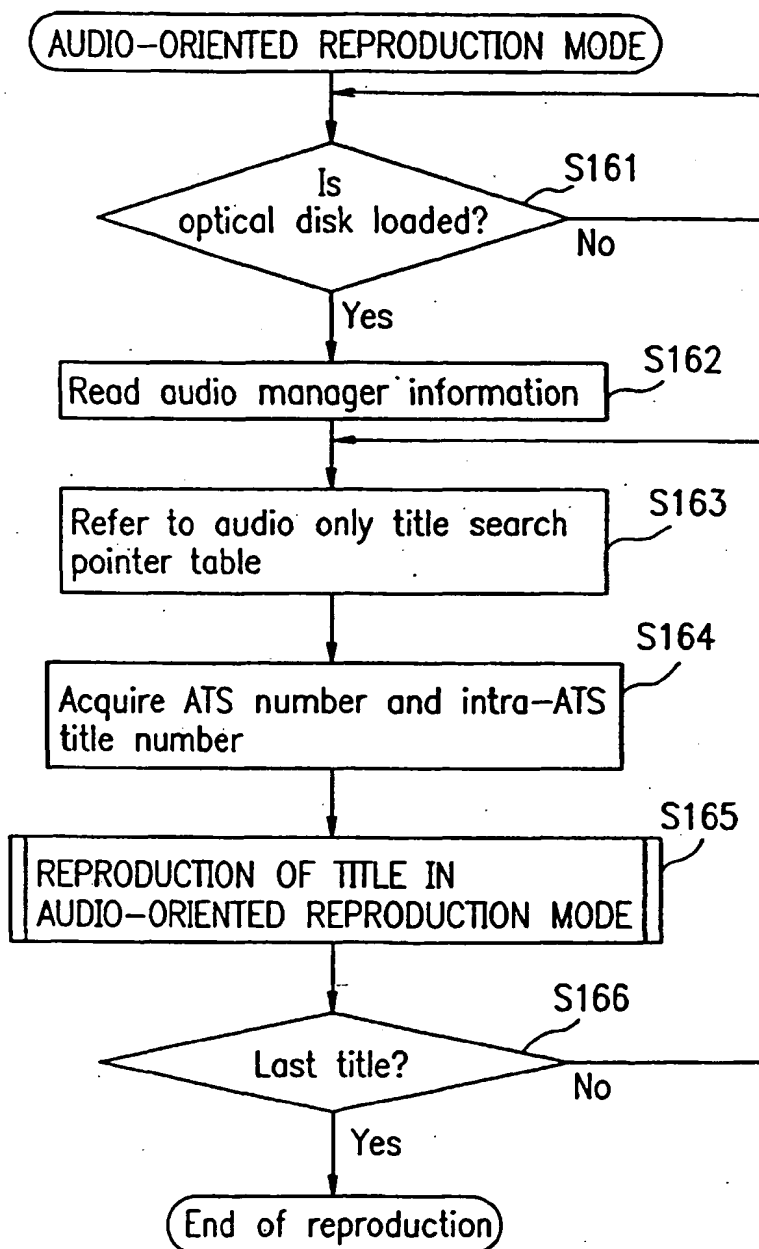 AUDIO-ORIENTED REPRODUCTION MODE
Is
optical disk loaded?
S161
No
Yes
Read audio manager information
S162
Refer to audio only title search
pointer table
S163
Acquire ATS number and intra-ATS
title number
S164
REPRODUCTION OF TITLE IN
AUDIO-ORIENTED REPRODUCTION MODE
S165
Last title?
S166
No
Yes
End of reproduction